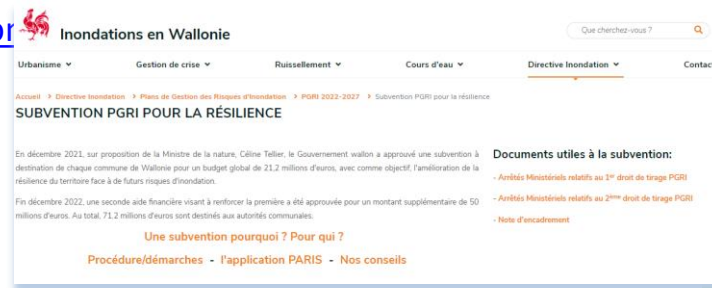 or
Inondations en Wallonie
Que cherchez-vous ?
Urbanisme
Gestion de crise
Ruissellement
Cours d'eau
Directive Inondation
Contac
Accueil > Directive Inondation > Plans de Gestion des Risques d'Inondation > PGRI 2022-2027 > Subvention PGRI pour la résilience
SUBVENTION PGRI POUR LA RÉSILIENCE
En décembre 2021, sur proposition de la Ministre de la nature, Céline Tellier, le Gouvernement wallon a approuvé une subvention à
destination de chaque commune de Wallonie pour un budget global de 21,2 millions d'euros, avec comme objectif, l'amélioration de la
résilience du territoire face à de futurs risques d'inondation.
Fin décembre 2022, une seconde aide financière visant à renforcer la première a été approuvée pour un montant supplémentaire de 50
millions d'euros. Au total, 71.2 millions d'euros sont destinés aux autorités communales.
Une subvention pourquoi ? Pour qui ?
Procédure/démarches - l'application PARIS - Nos conseils
Documents utiles à la subvention:
- Arrêtés Ministériels relatifs au 1er droit de tirage PGRI
- Arrêtés Ministériels relatifs au 2ème droit de tirage PGRI
- Note d'encadrement